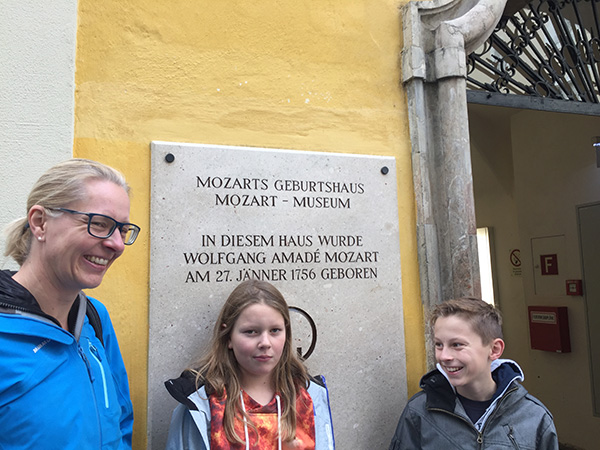 MOZARTS GEBURTSHAUS
MOZART – MUSEUM
IN DIESEM HAUS WURDE
WOLFGANG AMADÉ MOZART
AM 27. JÄNNER 1756 GEBOREN
F